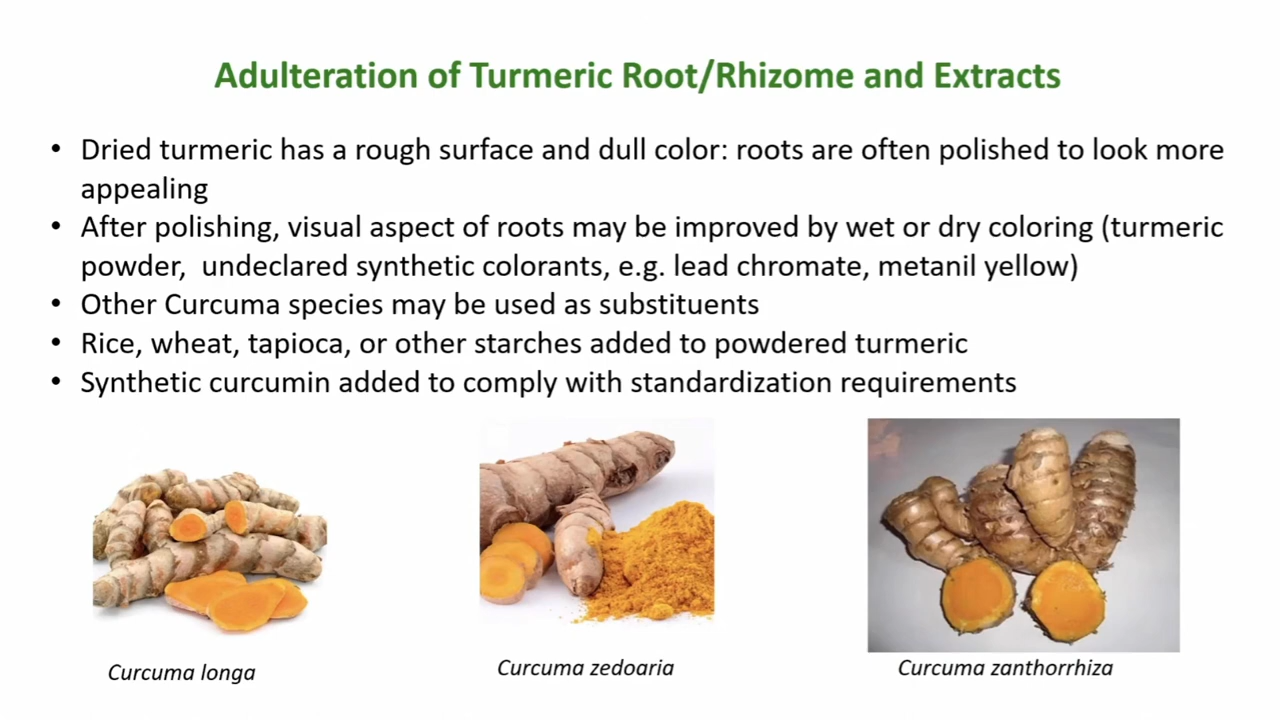 Adulteration of Turmeric Root/Rhizome and Extracts
• Dried turmeric has a rough surface and dull color: roots are often polished to look more
appealing
• After polishing, visual aspect of roots may be improved by wet or dry coloring (turmeric
powder,  undeclared synthetic colorants, e.g. lead chromate, metanil yellow)
• Other Curcuma species may be used as substituents
• Rice, wheat, tapioca, or other starches added to powdered turmeric
• Synthetic curcumin added to comply with standardization requirements
Curcuma longa
Curcuma zedoaria
Curcuma zanthorrhiza